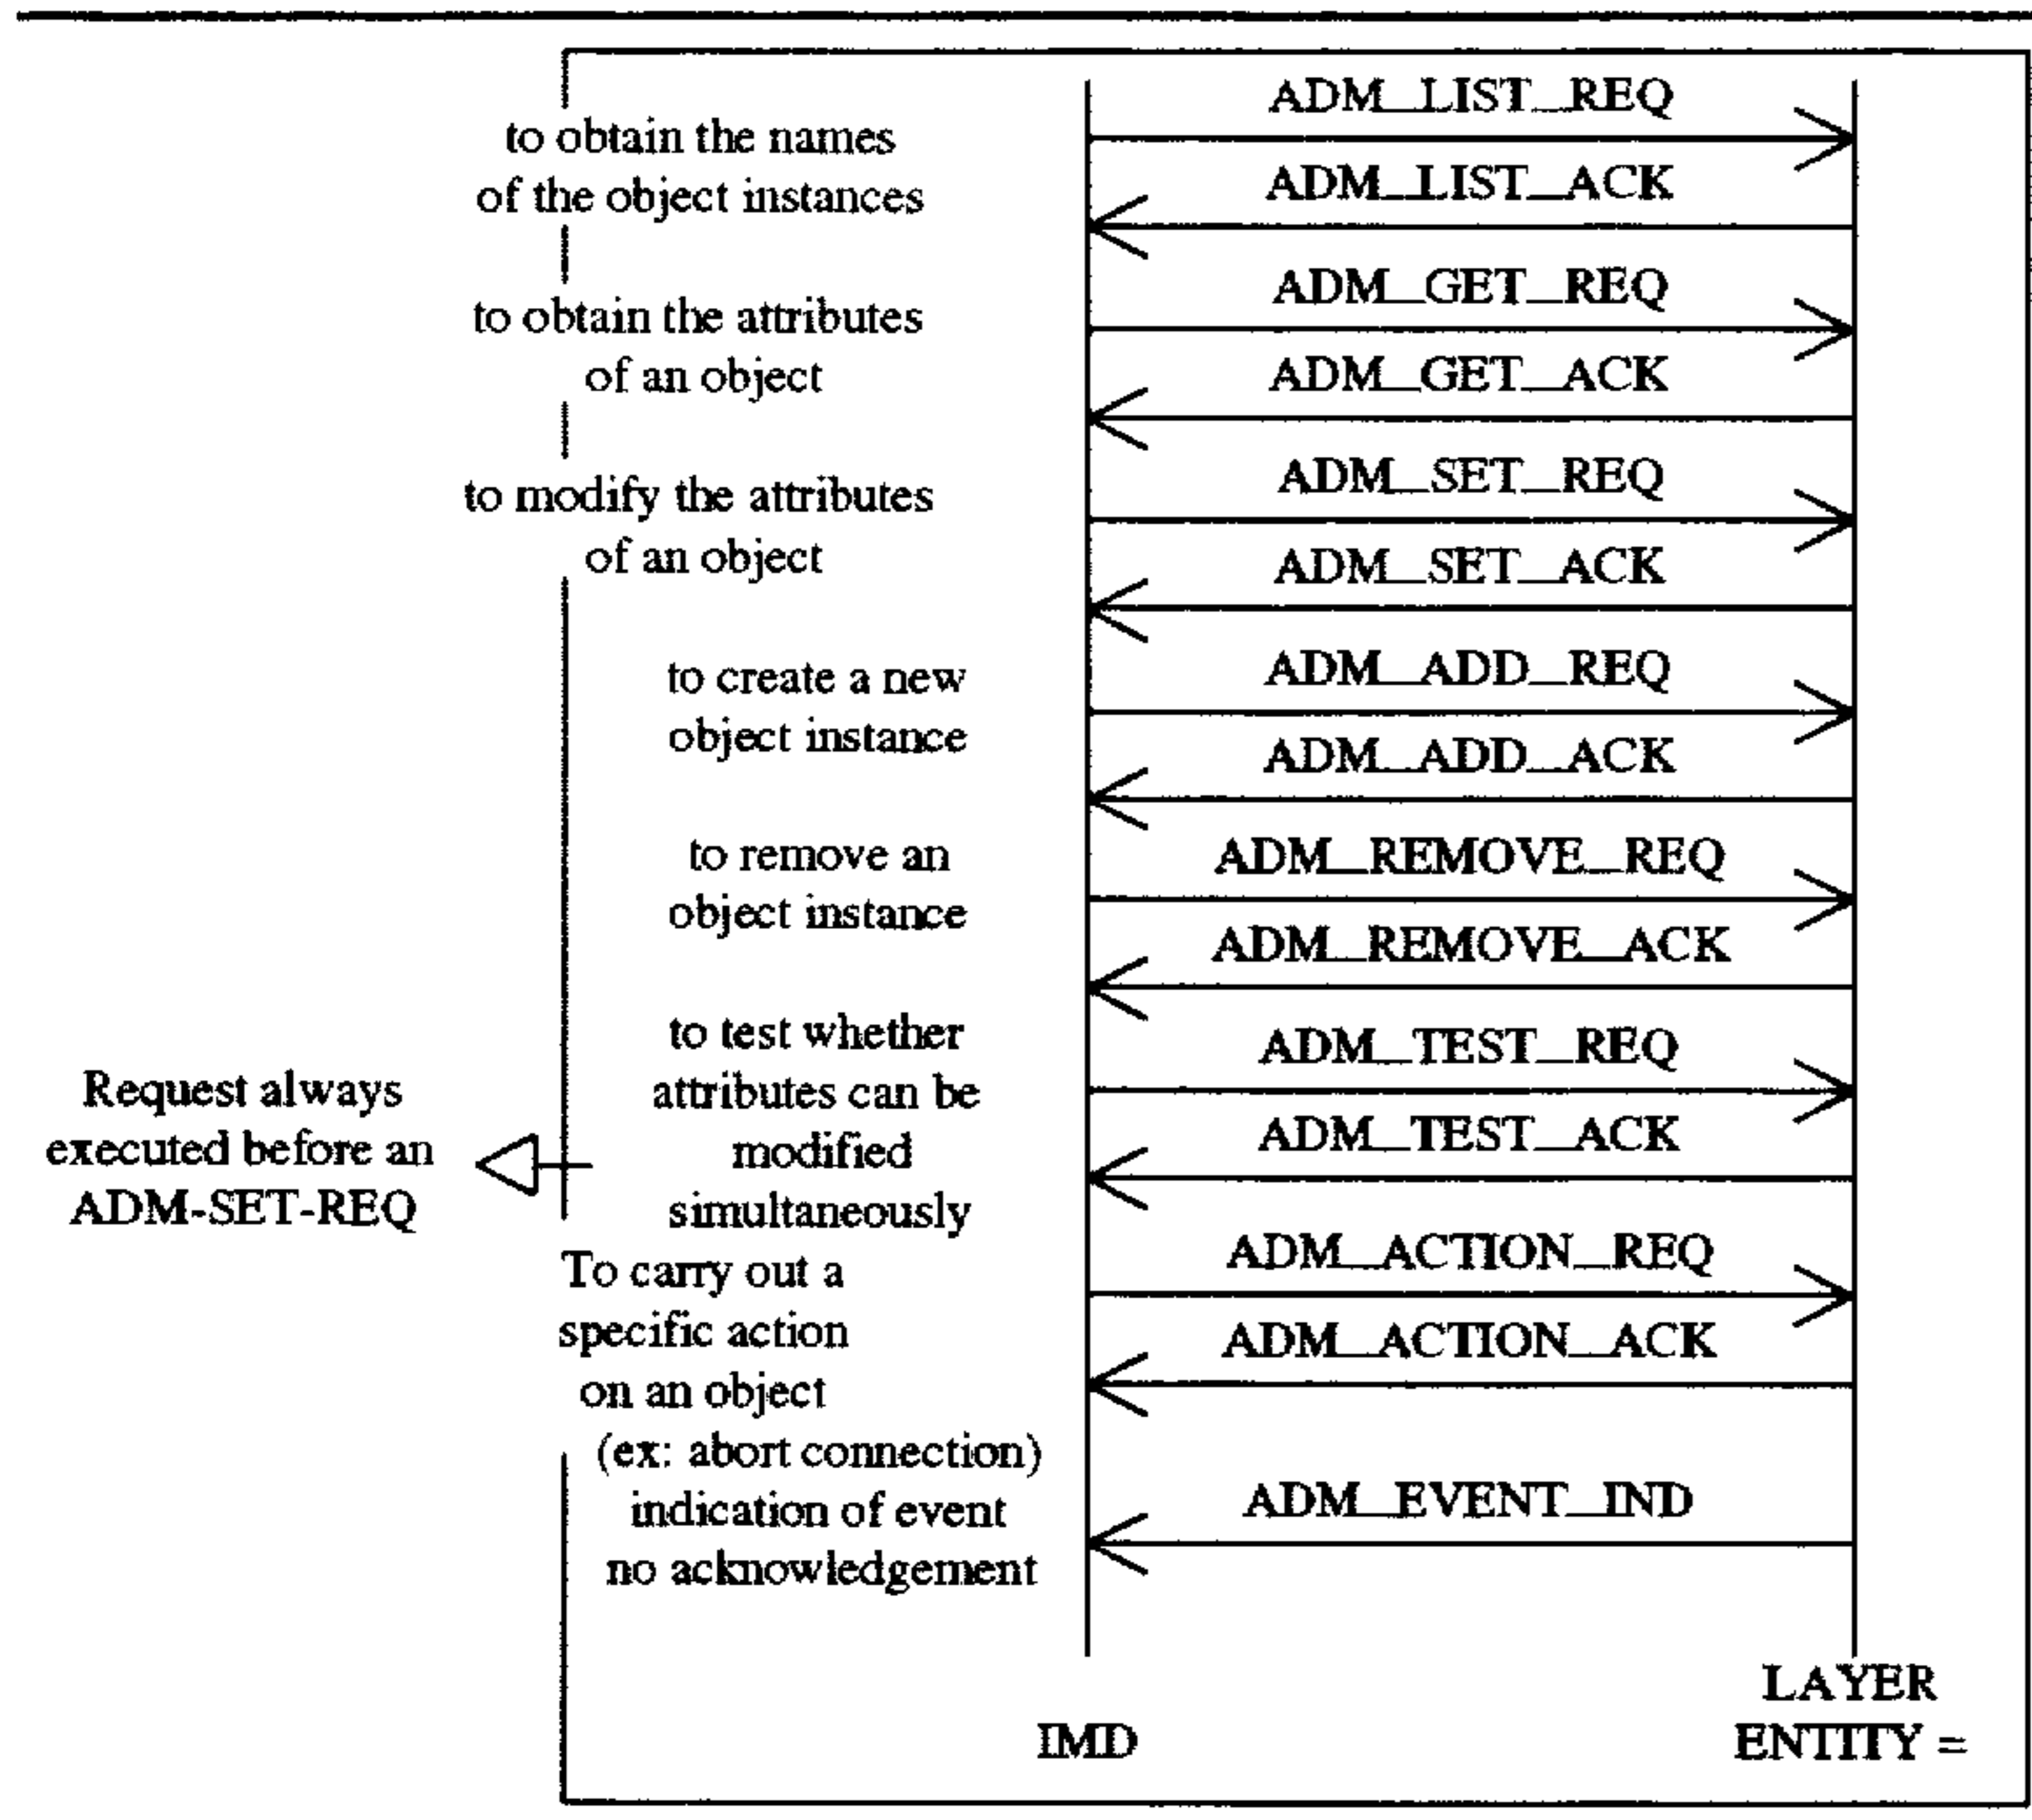 ADM_LIST_REQ
to obtain the names
of the object instances
ADM_LIST_ACK
ADM_GET_REQ
to obtain the attributes
of an object
ADM_GET_ACK
ADM_SET_REQ
to modify the attributes
of an object
ADM_SET_ACK
ADM_ADD_REQ
to create a new
object instance
ADM_ADD_ACK
ADM_REMOVE_REQ
to remove an
object instance
ADM_REMOVE_ACK
ADM_TEST_REQ
to test whether
attributes can be
modified
simultaneously
ADM_TEST_ACK
Request always
executed before an
ADM-SET-REQ
ADM_ACTION_REQ
To carry out a
specific action
on an object
(ex: abort connection)
ADM_ACTION_ACK
indication of event
no acknowledgement
ADM_EVENT_IND
IMD
LAYER
ENTITY =